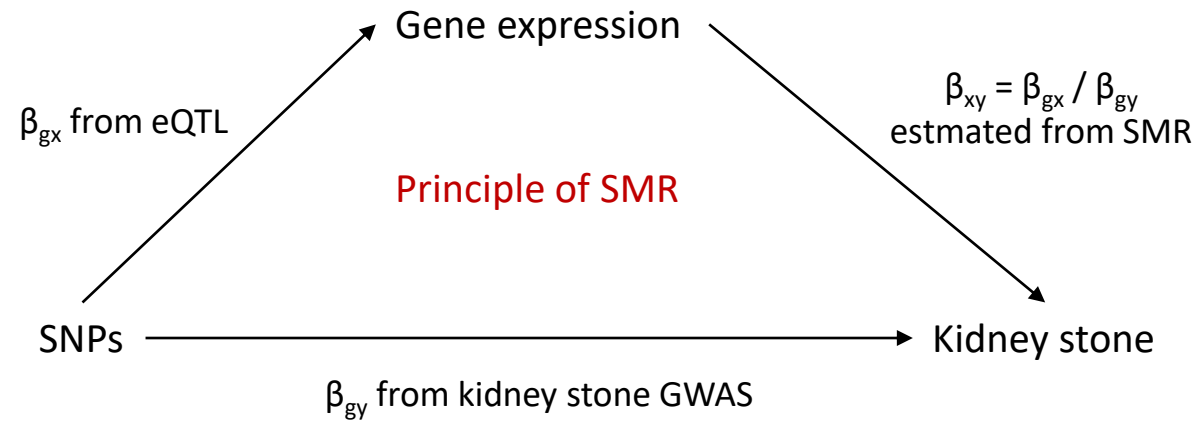 Gene expression
β_gx from eQTL
β_xy = β_gx / β_gy
estmated from SMR
Principle of SMR
SNPs
Kidney stone
β_gy from kidney stone GWAS